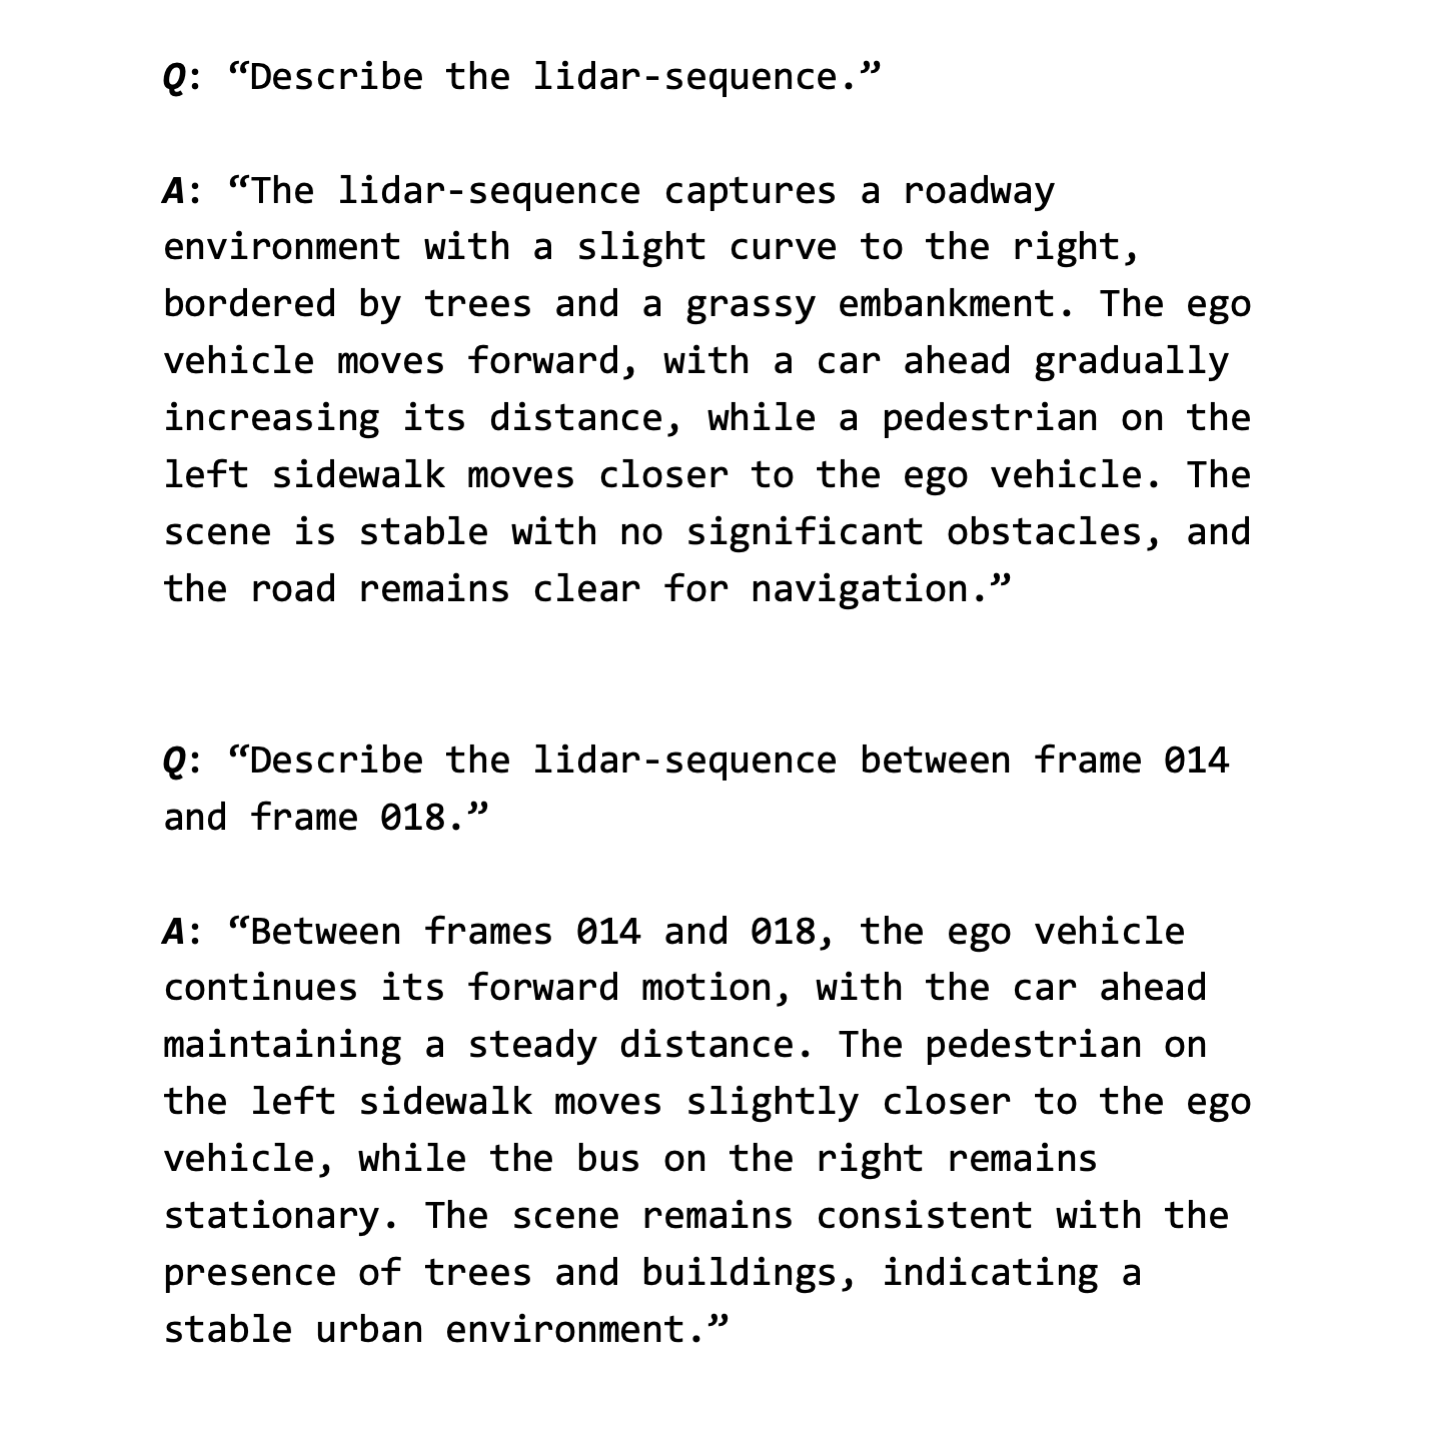 Q: “Describe the lidar-sequence.”
A: “The lidar-sequence captures a roadway
environment with a slight curve to the right,
bordered by trees and a grassy embankment. The ego
vehicle moves forward, with a car ahead gradually
increasing its distance, while a pedestrian on the
left sidewalk moves closer to the ego vehicle. The
scene is stable with no significant obstacles, and
the road remains clear for navigation.”
Q: “Describe the lidar-sequence between frame 014
and frame 018.”
A: “Between frames 014 and 018, the ego vehicle
continues its forward motion, with the car ahead
maintaining a steady distance. The pedestrian on
the left sidewalk moves slightly closer to the ego
vehicle, while the bus on the right remains
stationary. The scene remains consistent with the
presence of trees and buildings, indicating a
stable urban environment.”